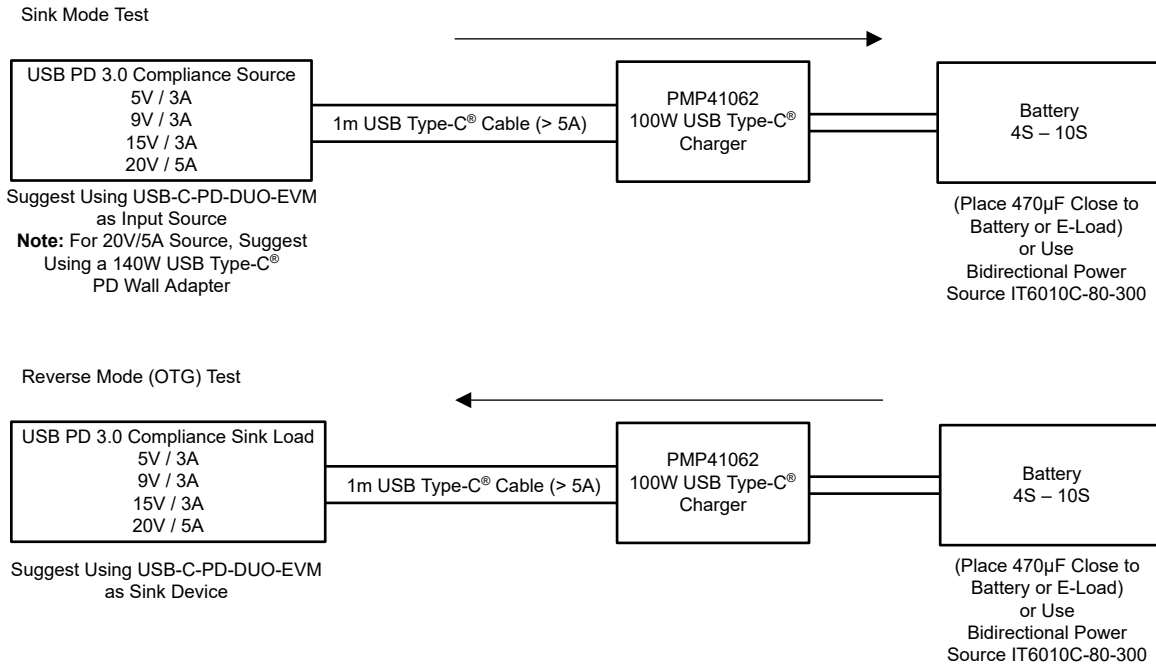 Sink Mode Test
USB PD 3.0 Compliance Source
5V / 3A
9V / 3A
15V / 3A
20V / 5A
Suggest Using USB-C-PD-DUO-EVM
as Input Source
Note: For 20V/5A Source, Suggest
Using a 140W USB Type-C®
PD Wall Adapter
1m USB Type-C® Cable (> 5A)
PMP41062
100W USB Type-C®
Charger
Battery
4S – 10S
(Place 470µF Close to
Battery or E-Load)
or Use
Bidirectional Power
Source IT6010C-80-300
Reverse Mode (OTG) Test
USB PD 3.0 Compliance Sink Load
5V / 3A
9V / 3A
15V / 3A
20V / 5A
Suggest Using USB-C-PD-DUO-EVM
as Sink Device
1m USB Type-C® Cable (> 5A)
PMP41062
100W USB Type-C®
Charger
Battery
4S – 10S
(Place 470µF Close to
Battery or E-Load)
or Use
Bidirectional Power
Source IT6010C-80-300